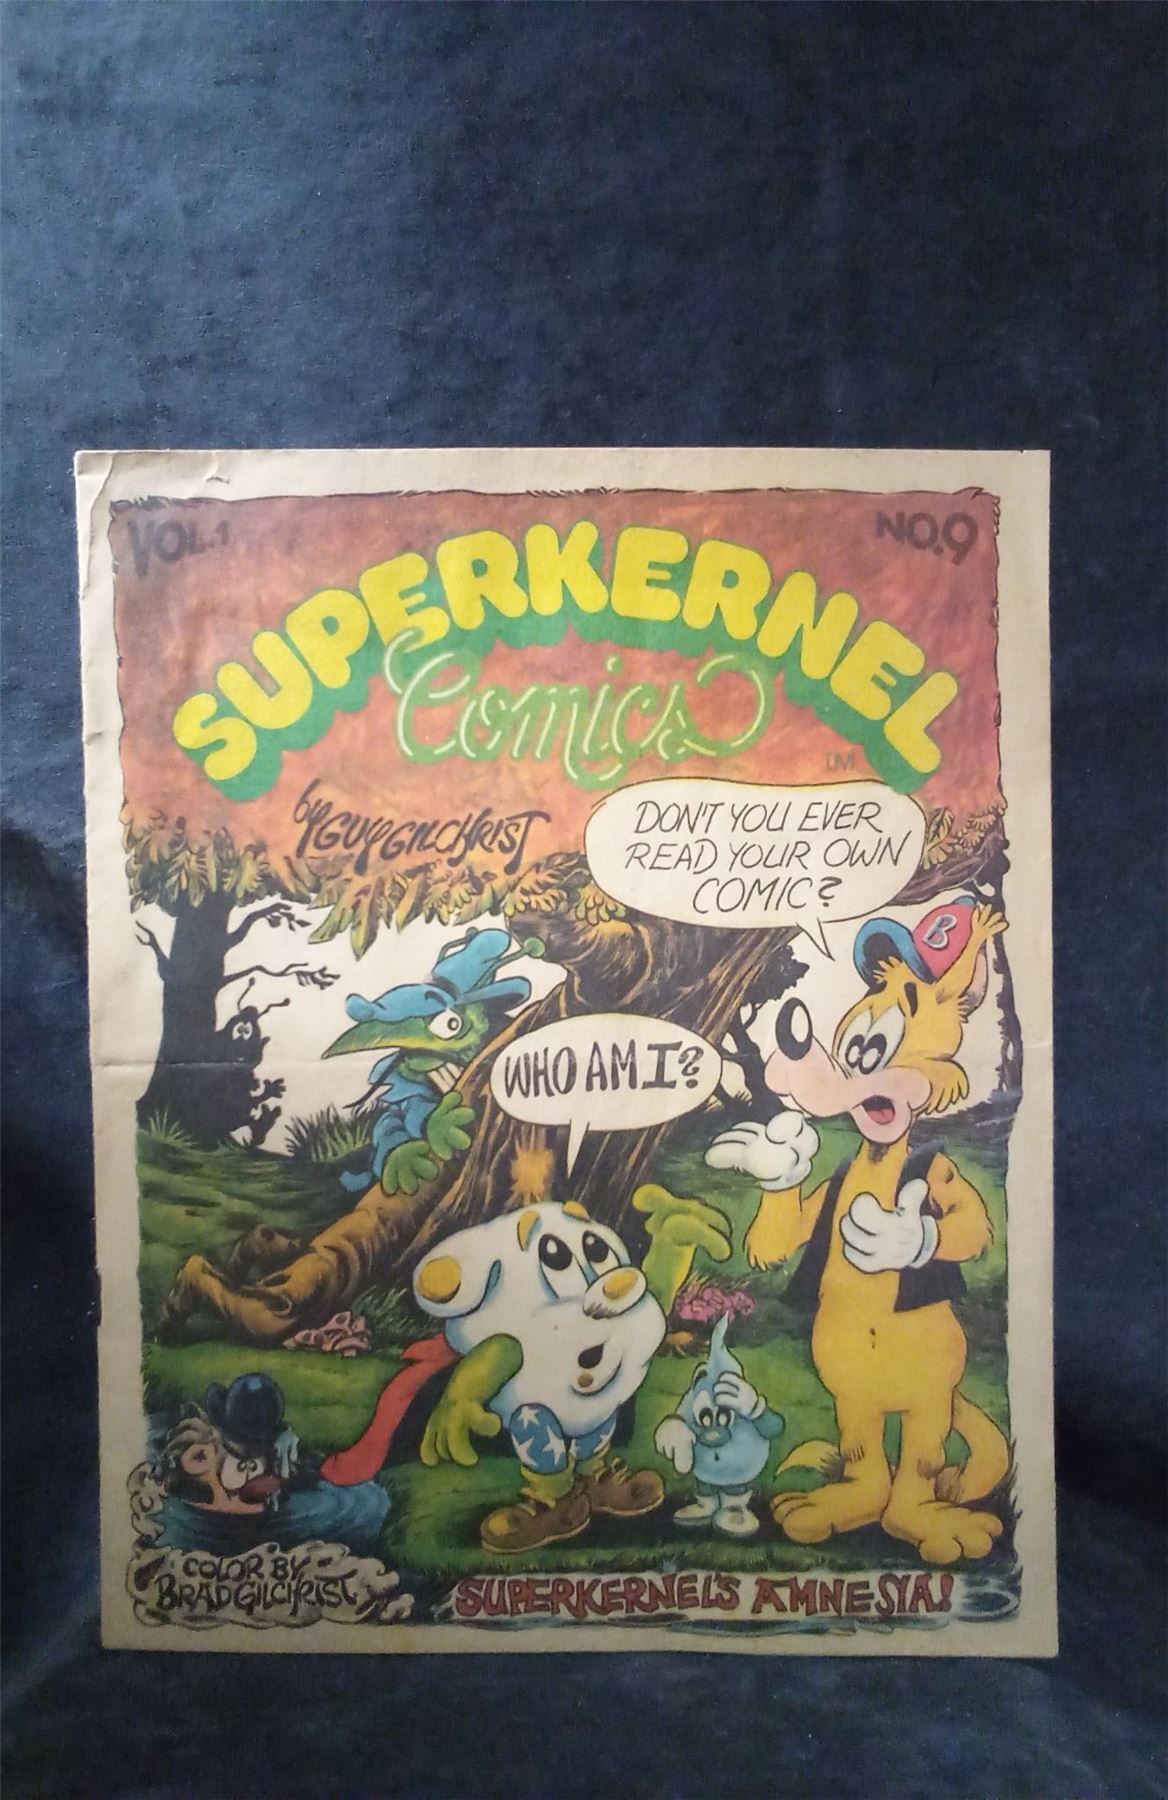 VOL.1
NO.9
SUPERKERNEL
Comics
TM
by GUY GILCHRIST
DON'T YOU EVER
READ YOUR OWN
COMIC?
B
WHO AM I?
COLOR BY
BRAD GILCHRIST
SUPERKERNEL'S AMNESIA!